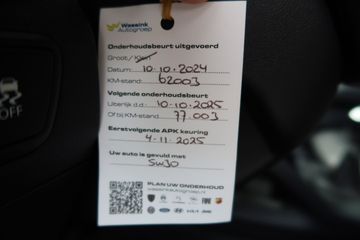 Wassink
Autogroep
Onderhoudsbeurt uitgevoerd
Groot/Klein
Datum: 10.10.2024
KM-stand: 62003
Volgende onderhoudsbeurt
Uiterlijk d.d.: 10.10.2025
Of bij KM-stand: 77.003
Eerstvolgende APK keuring
4-11-2025
Uw auto is gevuld met
5W30
PLAN UW ONDERHOUD
wassinkautogroep.nl
OFF